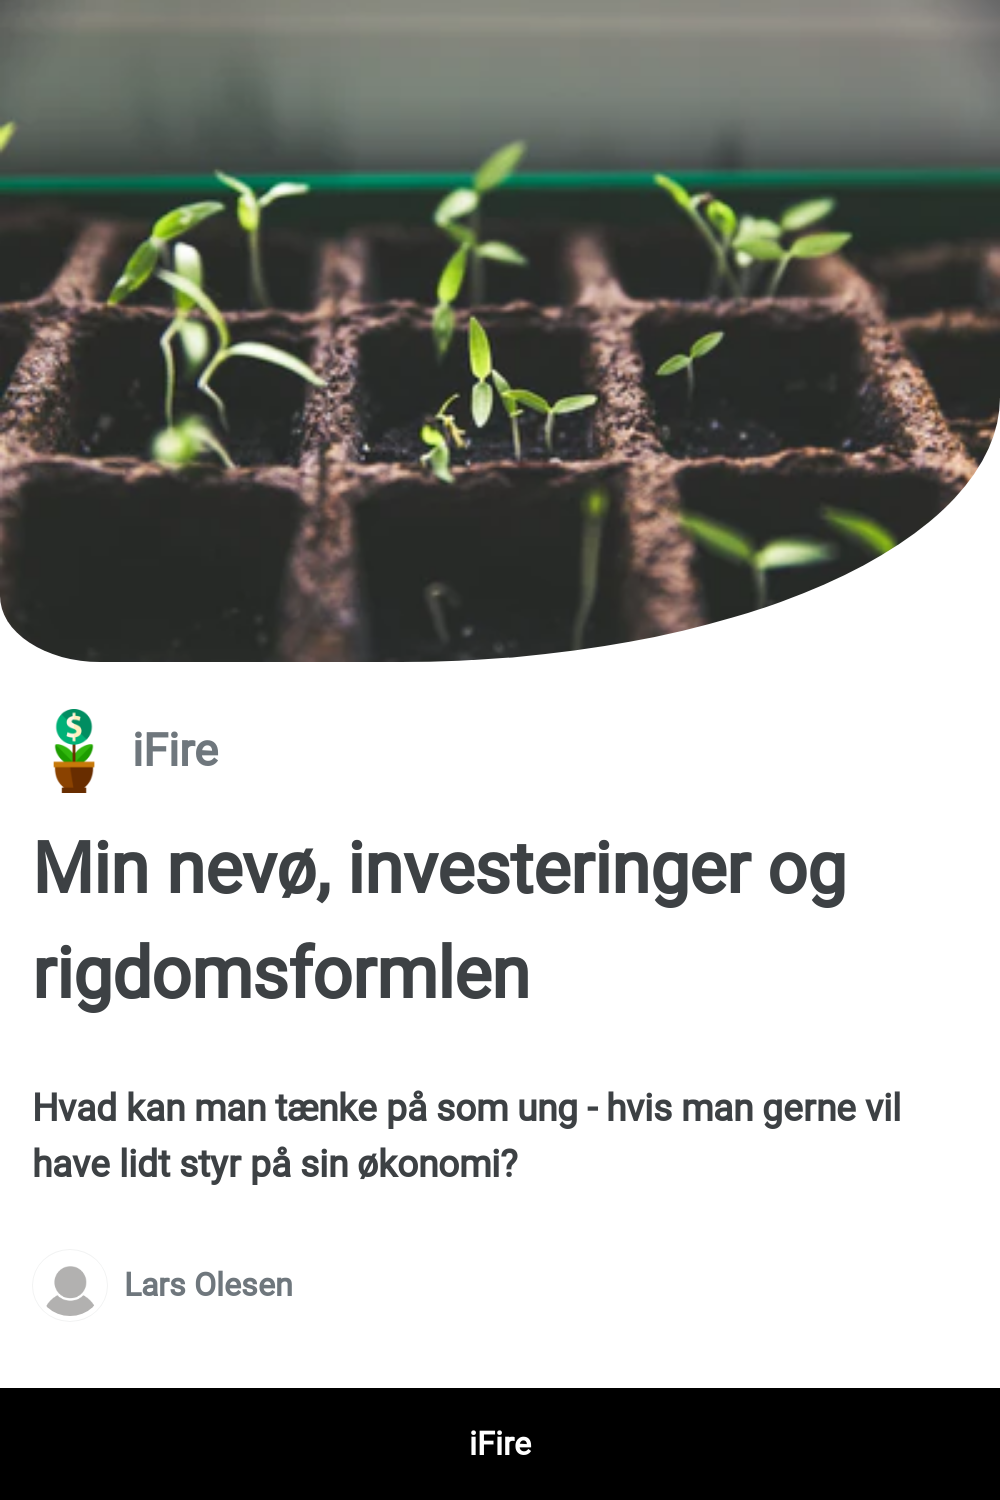 $
iFire
Min nevø, investeringer og
rigdomsformlen
Hvad kan man tænke på som ung - hvis man gerne vil
have lidt styr på sin økonomi?
Lars Olesen
iFire